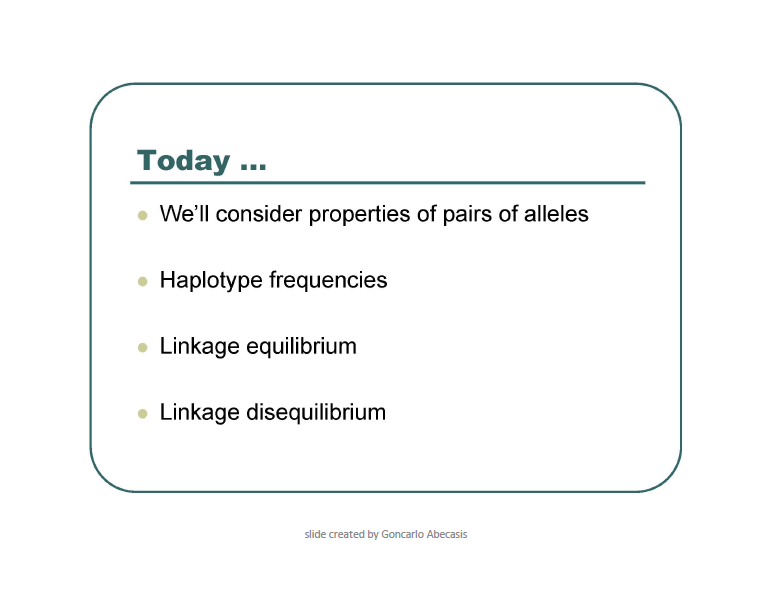 Today ...
We'll consider properties of pairs of alleles
Haplotype frequencies
Linkage equilibrium
Linkage disequilibrium
slide created by Goncarlo Abecasis